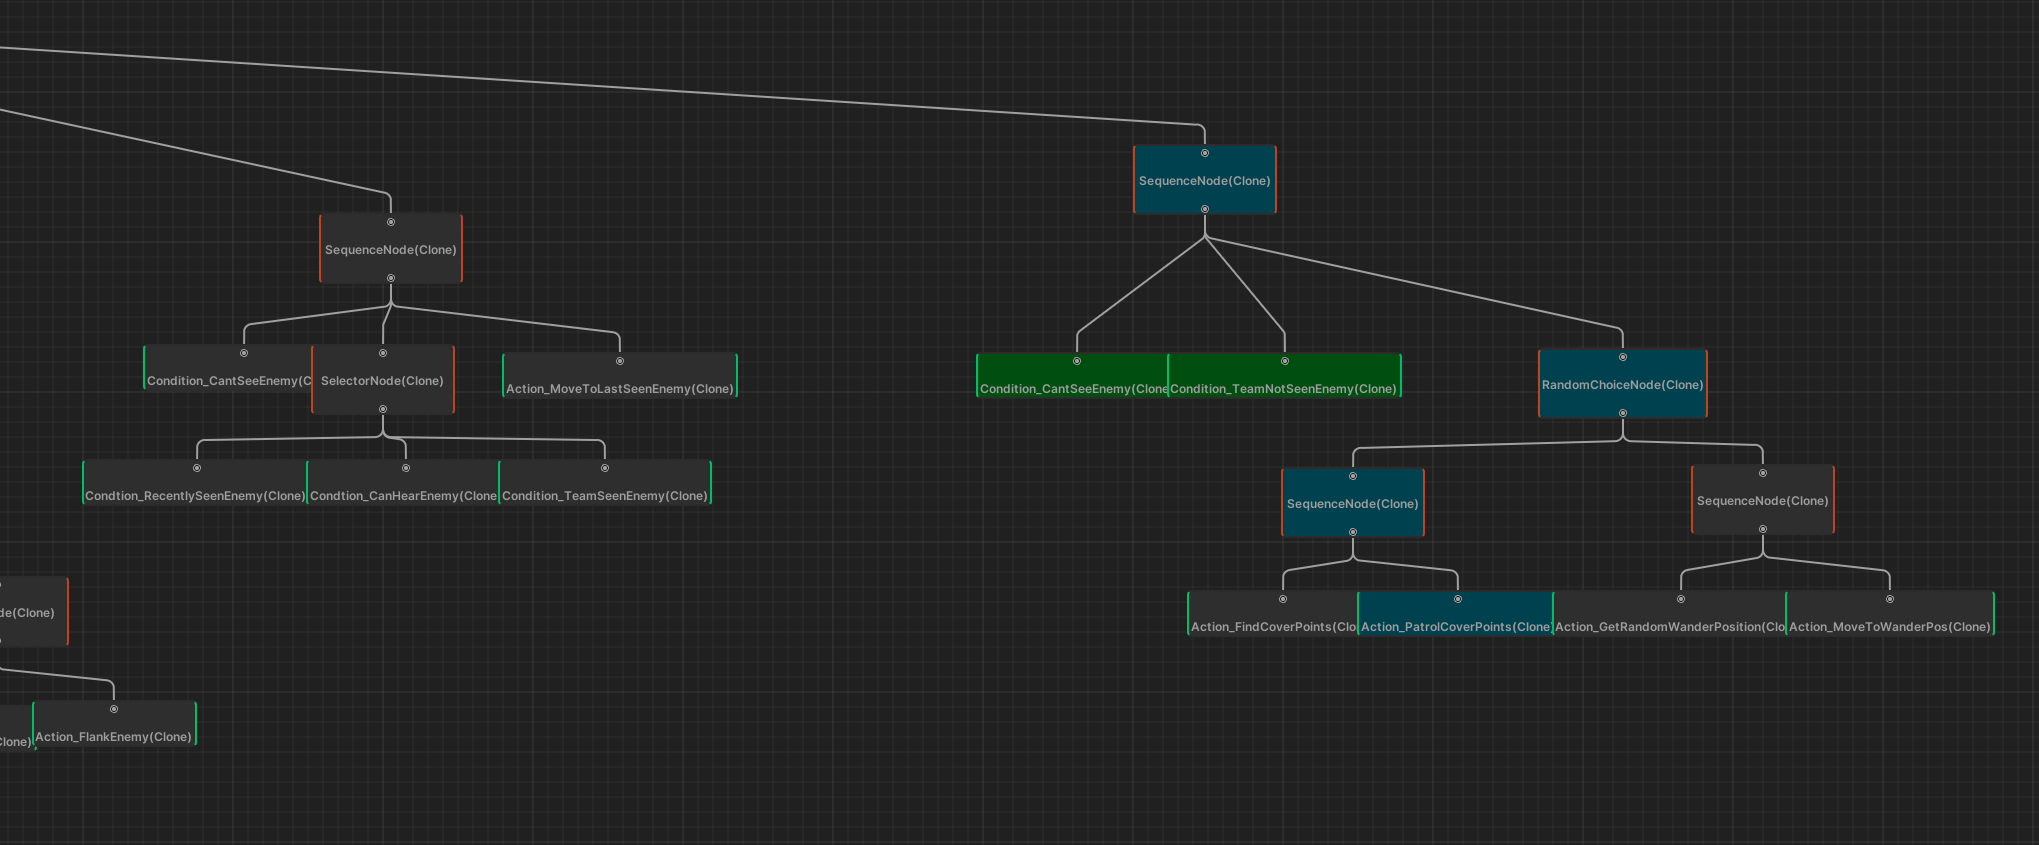 SequenceNode(Clone)
SequenceNode(Clone)
Condition_CantSeeEnemy(C
SelectorNode(Clone)
Action_MoveToLastSeenEnemy(Clone)
Condition_CantSeeEnemy(Clone
Condition_TeamNotSeenEnemy(Clone)
RandomChoiceNode(Clone)
Condtion_RecentlySeenEnemy(Clone)
Condtion_CanHearEnemy(Clone
Condition_TeamSeenEnemy(Clone)
SequenceNode(Clone)
SequenceNode(Clone)
de(Clone)
Action_FindCoverPoints(Clo
Action_PatrolCoverPoints(Clone)
Action_GetRandomWanderPosition(Clo
Action_MoveToWanderPos(Clone)
Clone)
Action_FlankEnemy(Clone)